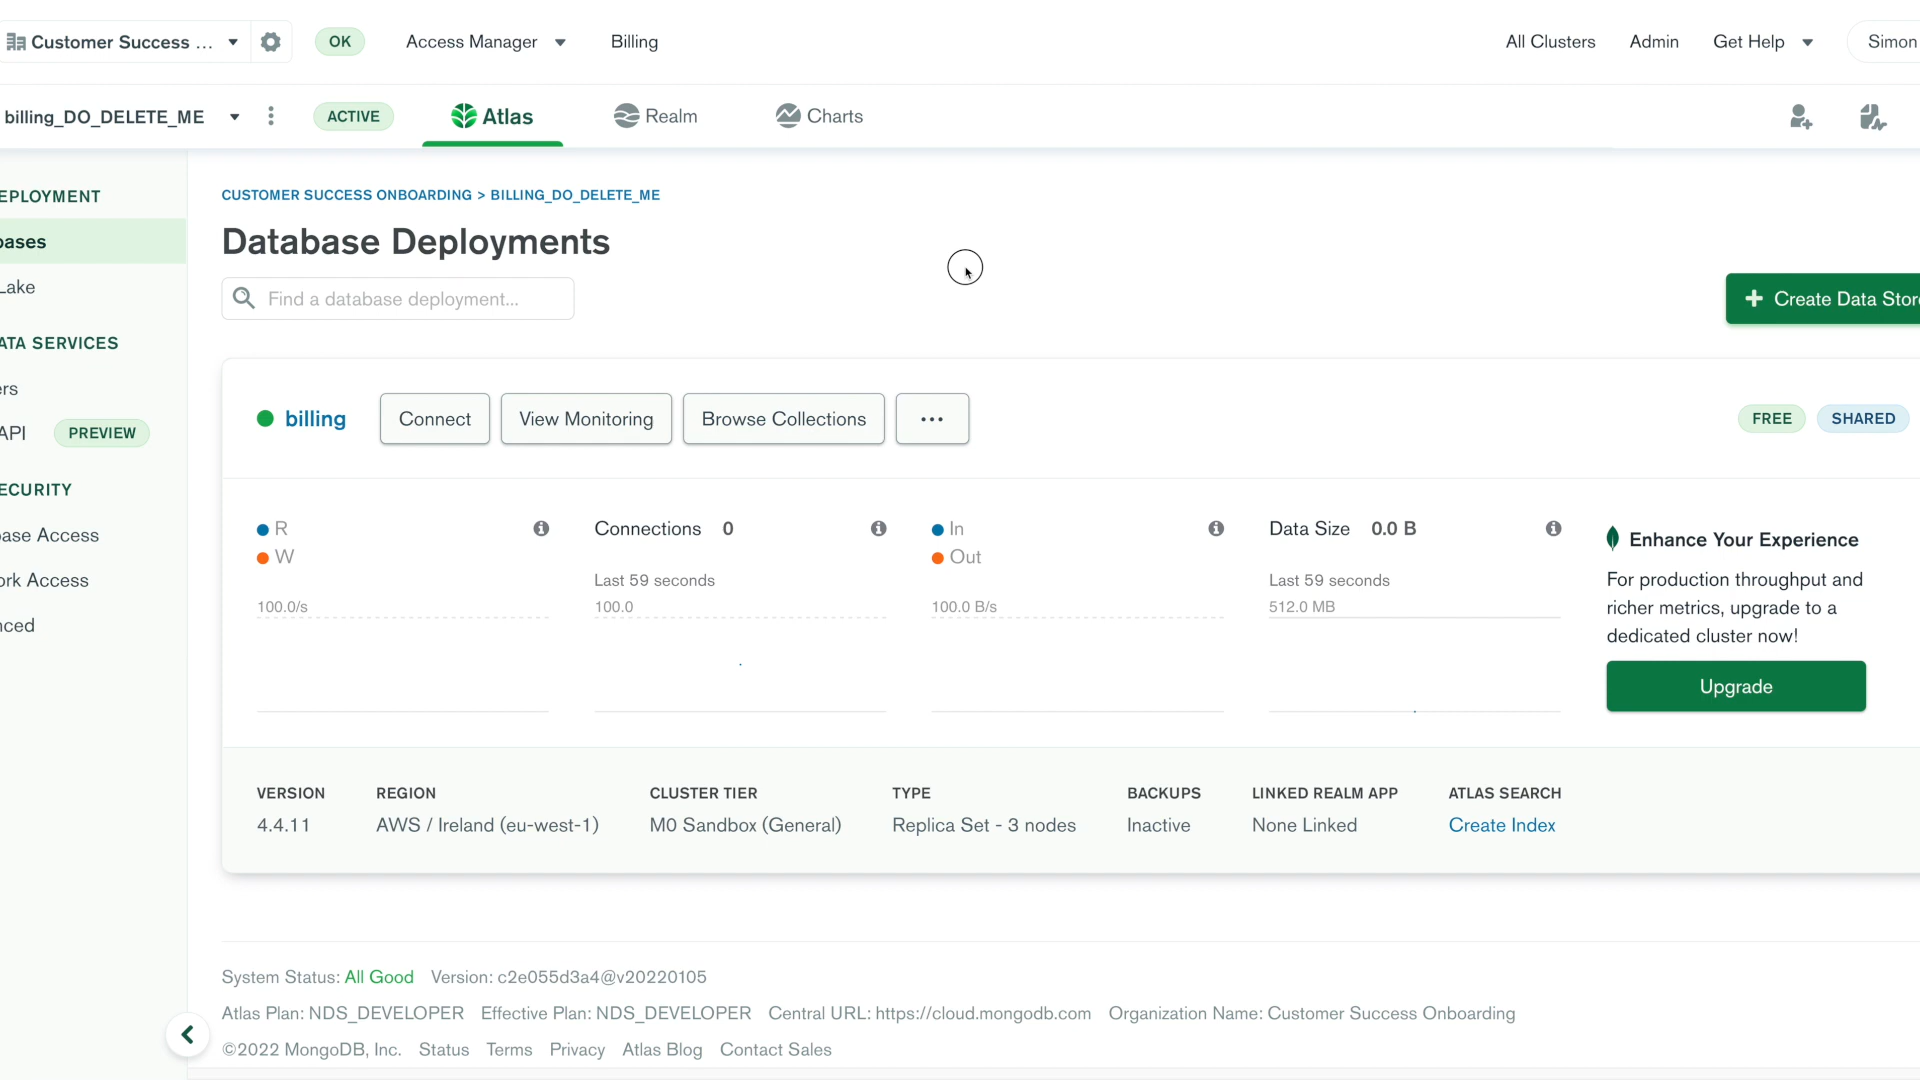 Customer Success ...
OK
Access Manager
Billing
All Clusters
Admin
Get Help
Simon
billing_DO_DELETE_ME
ACTIVE
Atlas
Realm
Charts
EPLOYMENT
bases
Lake
ATA SERVICES
ers
API
PREVIEW
ECURITY
base Access
ork Access
nced
CUSTOMER SUCCESS ONBOARDING > BILLING_DO_DELETE_ME
Database Deployments
Find a database deployment...
+ Create Data Store
billing
Connect
View Monitoring
Browse Collections
...
FREE
SHARED
R
W
100.0/s
Connections 0
Last 59 seconds
100.0
In
Out
100.0 B/s
Data Size 0.0 B
Last 59 seconds
512.0 MB
Enhance Your Experience
For production throughput and
richer metrics, upgrade to a
dedicated cluster now!
Upgrade
VERSION
4.4.11
REGION
AWS / Ireland (eu-west-1)
CLUSTER TIER
M0 Sandbox (General)
TYPE
Replica Set - 3 nodes
BACKUPS
Inactive
LINKED REALM APP
None Linked
ATLAS SEARCH
Create Index
System Status: All Good Version: c2e055d3a4@v20220105
Atlas Plan: NDS_DEVELOPER Effective Plan: NDS_DEVELOPER Central URL: https://cloud.mongodb.com Organization Name: Customer Success Onboarding
©2022 MongoDB, Inc. Status Terms Privacy Atlas Blog Contact Sales